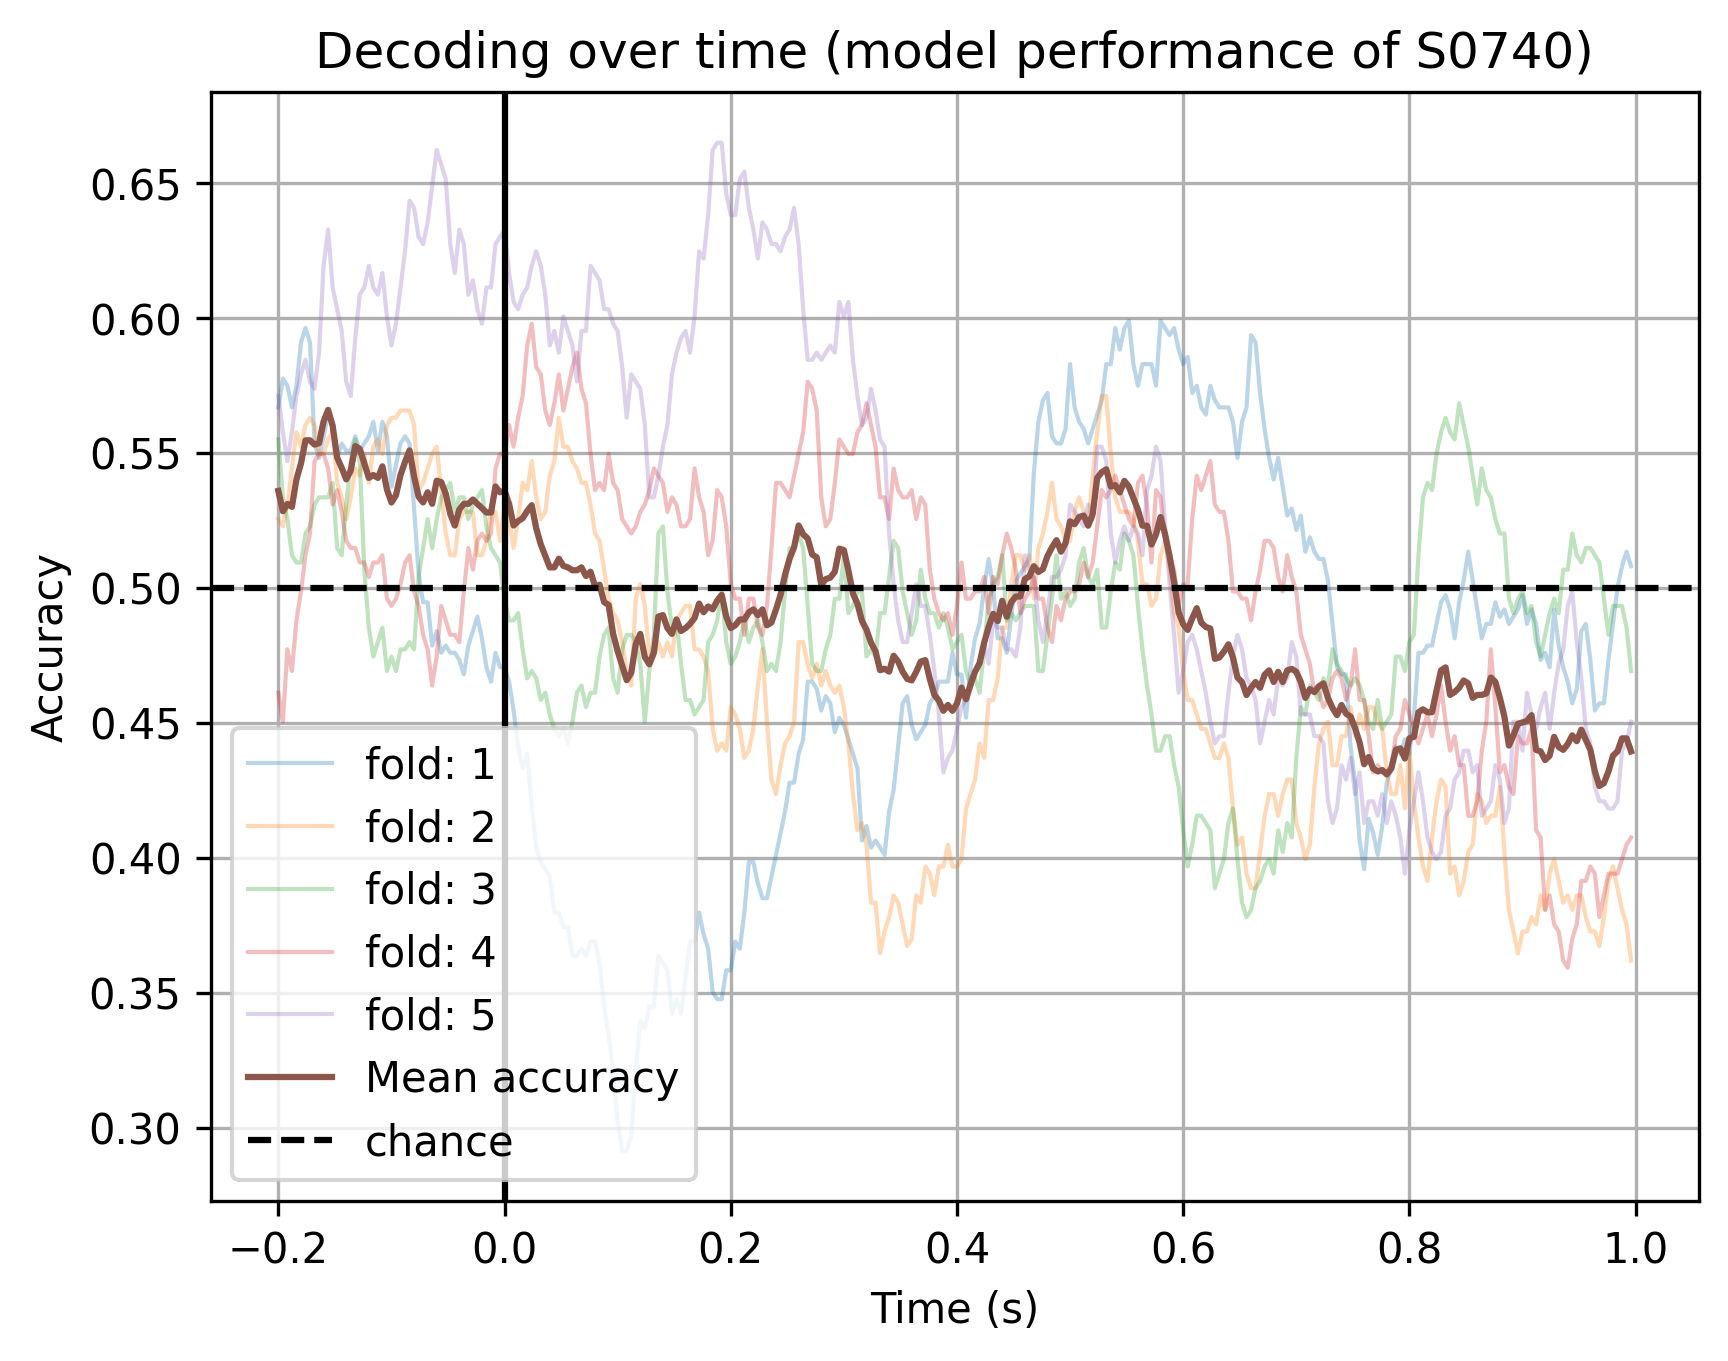 Decoding over time (model performance of S0740)
Accuracy
0.65
0.60
0.55
0.50
0.45
0.40
0.35
0.30
fold: 1
fold: 2
fold: 3
fold: 4
fold: 5
Mean accuracy
chance
−0.2 0.0 0.2 0.4 0.6 0.8 1.0
Time (s)